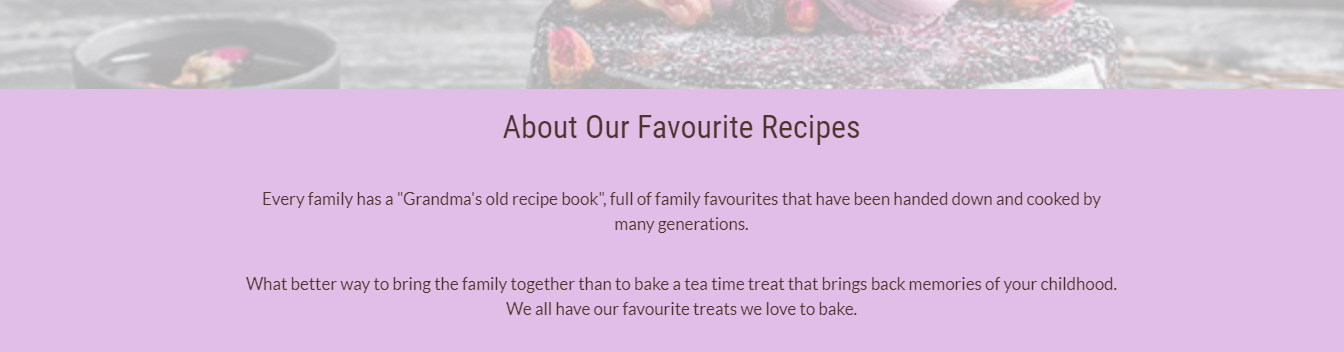 About Our Favourite Recipes
Every family has a "Grandma's old recipe book", full of family favourites that have been handed down and cooked by
many generations.
What better way to bring the family together than to bake a tea time treat that brings back memories of your childhood.
We all have our favourite treats we love to bake.